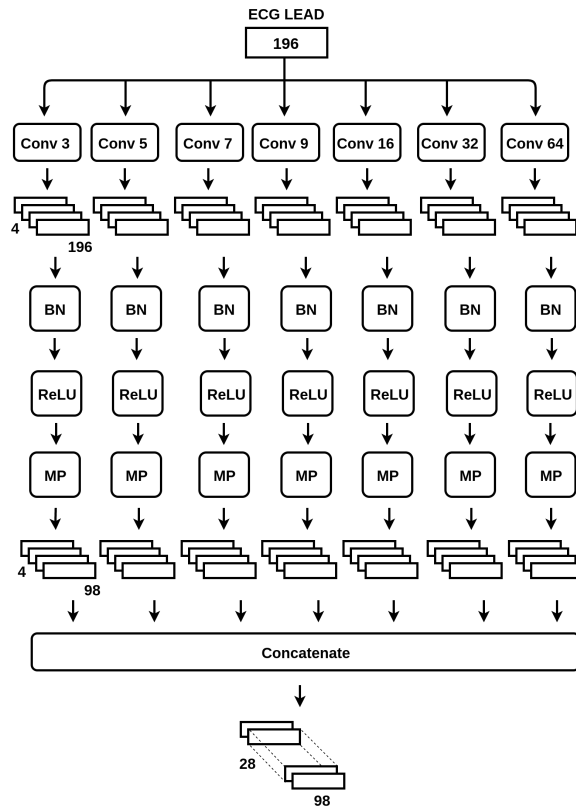 ECG LEAD
196
Conv 3 Conv 5 Conv 7 Conv 9 Conv 16 Conv 32 Conv 64
4
196
BN BN BN BN BN BN BN
ReLU ReLU ReLU ReLU ReLU ReLU ReLU
MP MP MP MP MP MP MP
4
98
Concatenate
28
98